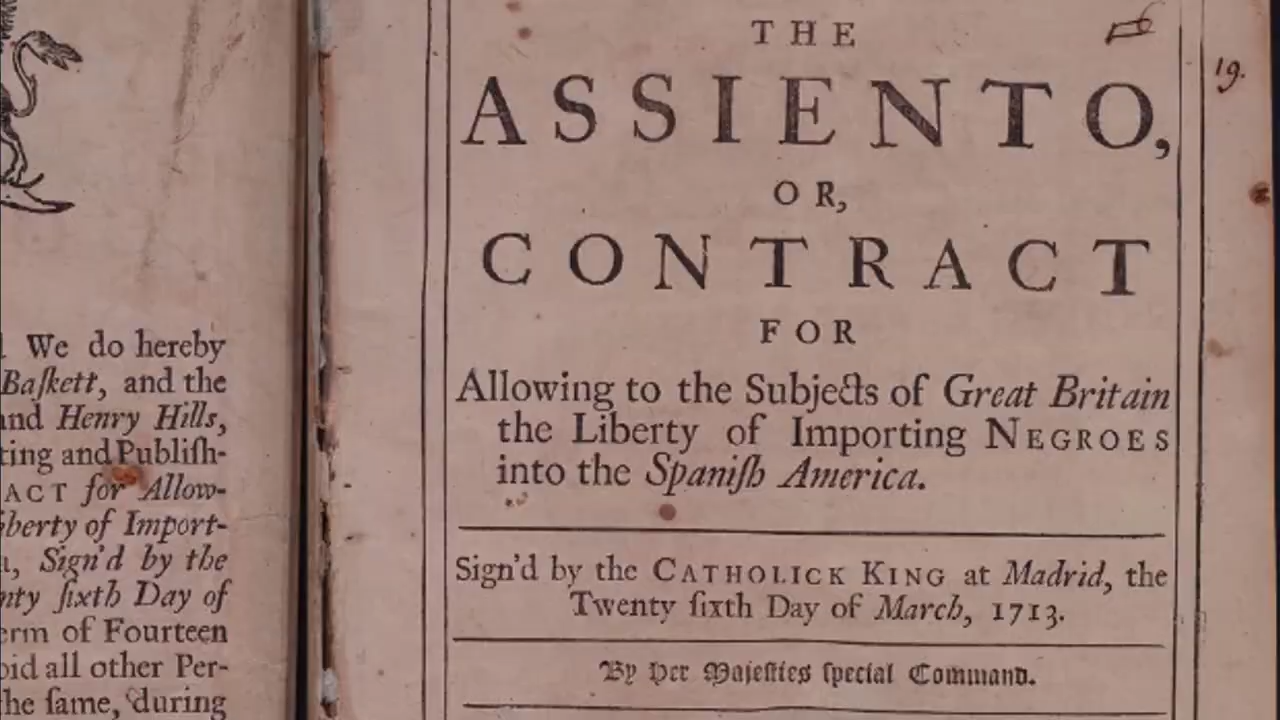 We do hereby
Baſkett, and the
and Henry Hills,
ting and Publiſh-
ACT for Allow-
iberty of Import-
Sign'd by the
nty ſixth Day of
erm of Fourteen
oid all other Per-
he ſame, during
THE
ASSIENTO,
OR,
CONTRACT
FOR
Allowing to the Subjects of Great Britain
the Liberty of Importing NEGROES
into the Spaniſh America.
Sign'd by the CATHOLICK KING at Madrid, the
Twenty ſixth Day of March, 1713.
By Her Majeſties ſpecial Command.
19.